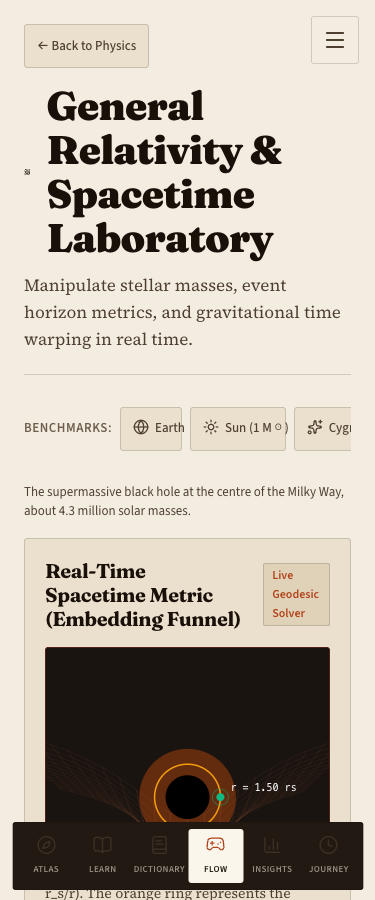 ← Back to Physics
General
Relativity &
Spacetime
Laboratory
Manipulate stellar masses, event
horizon metrics, and gravitational time
warping in real time.
BENCHMARKS:
Earth
Sun (1 M☉)
Cygn
The supermassive black hole at the centre of the Milky Way,
about 4.3 million solar masses.
Real-Time
Spacetime Metric
(Embedding Funnel)
Live
Geodesic
Solver
r = 1.50 rs
ATLAS
LEARN
DICTIONARY
FLOW
INSIGHTS
JOURNEY
r_s/r). The orange ring represents the